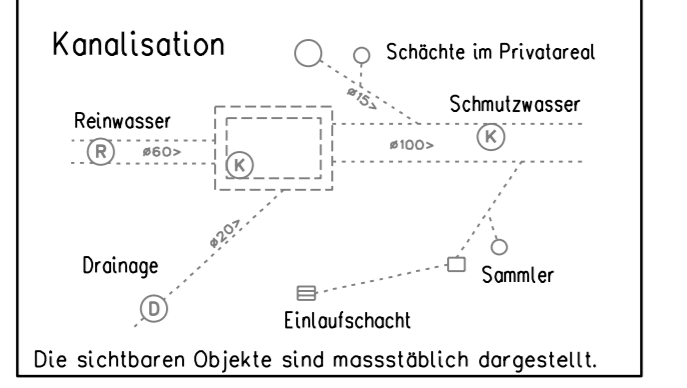 Kanalisation
Schächte im Privatareal
ø15>
Schmutzwasser
Reinwasser
R ø60>
K
ø100>
K
ø20>
Drainage
Sammler
D
Einlaufschacht
Die sichtbaren Objekte sind massstäblich dargestellt.